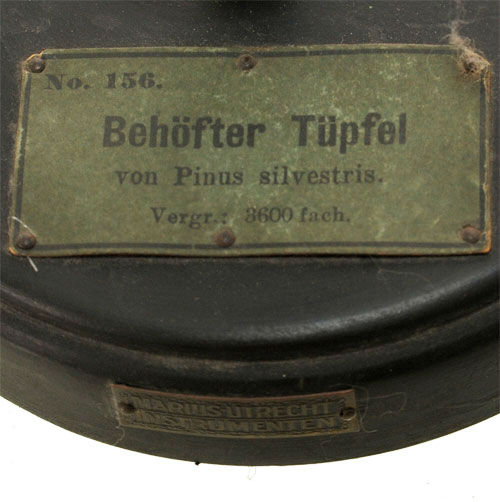 No. 156.
Behöfter Tüpfel
von Pinus silvestris.
Vergr.: 3600 fach.
MARIUS·UTRECHT
INSTRUMENTEN